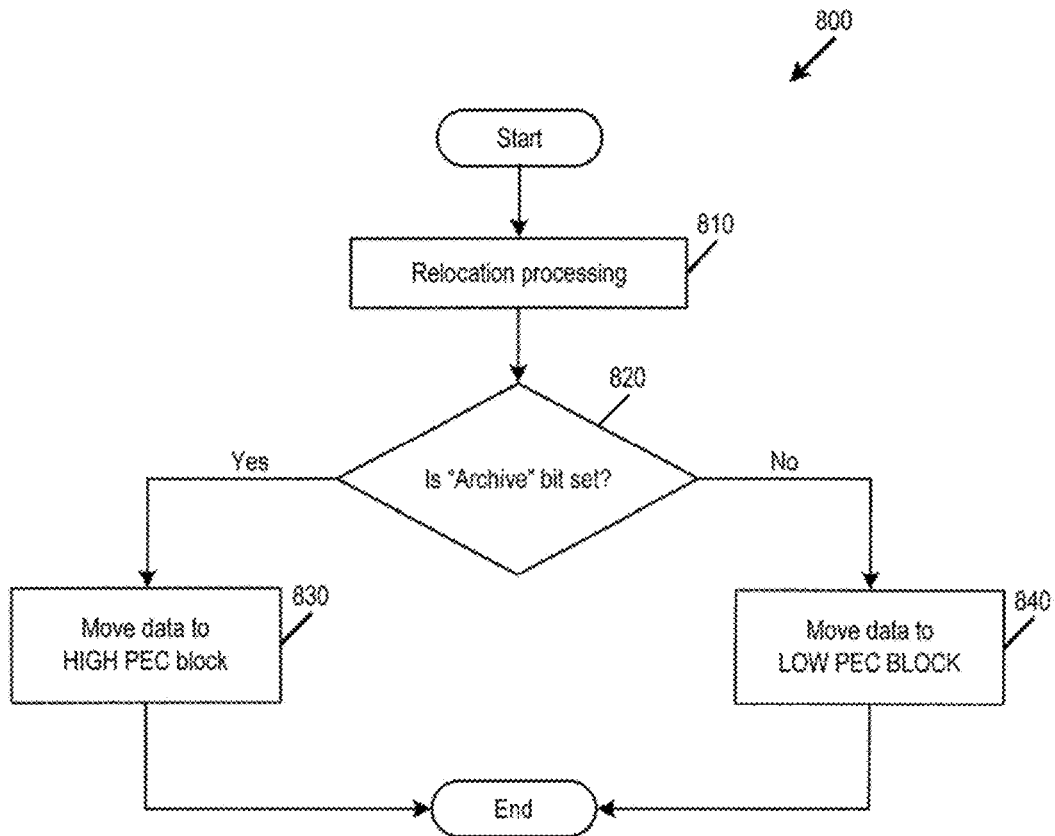 800
Start
810
Relocation processing
820
Is "Archive" bit set?
Yes
No
830
Move data to
HIGH PEC block
840
Move data to
LOW PEC BLOCK
End